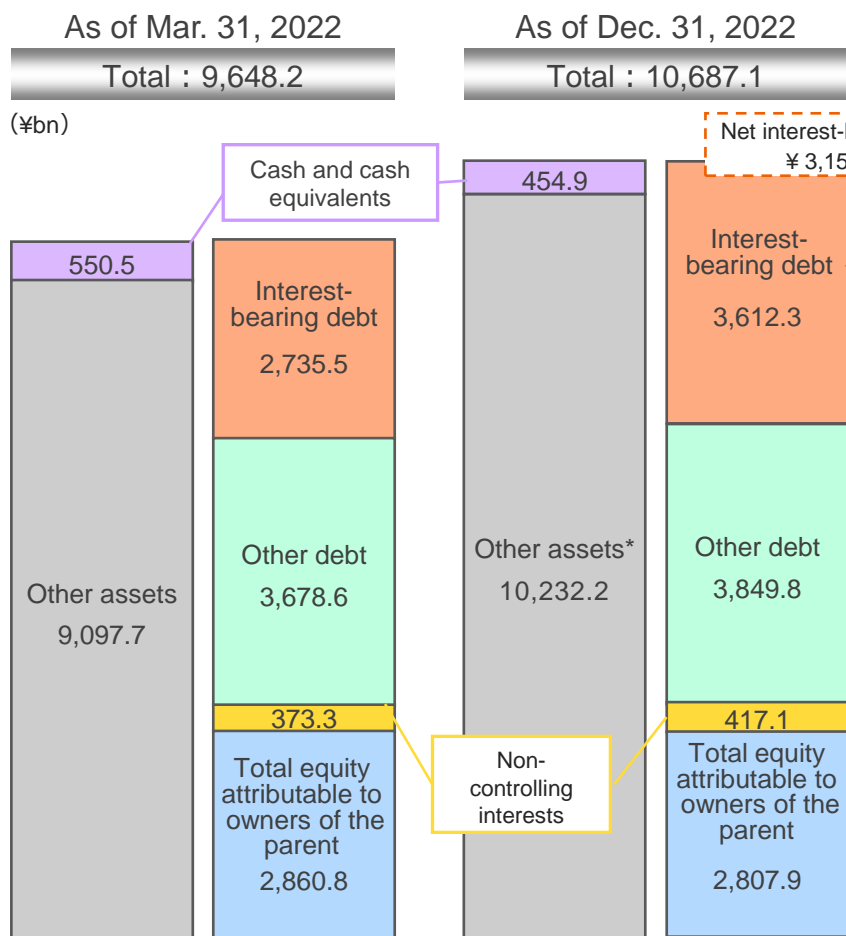 As of Mar. 31, 2022
Total : 9,648.2
(¥bn)
As of Dec. 31, 2022
Total : 10,687.1
Net interest-
¥ 3,15
Cash and cash
equivalents
550.5
454.9
Interest-
bearing debt
2,735.5
Interest-
bearing debt
3,612.3
Other assets
9,097.7
Other debt
3,678.6
Other assets*
10,232.2
Other debt
3,849.8
373.3
417.1
Non-
controlling
interests
Total equity
attributable to
owners of the
parent
2,860.8
Total equity
attributable to
owners of the
parent
2,807.9